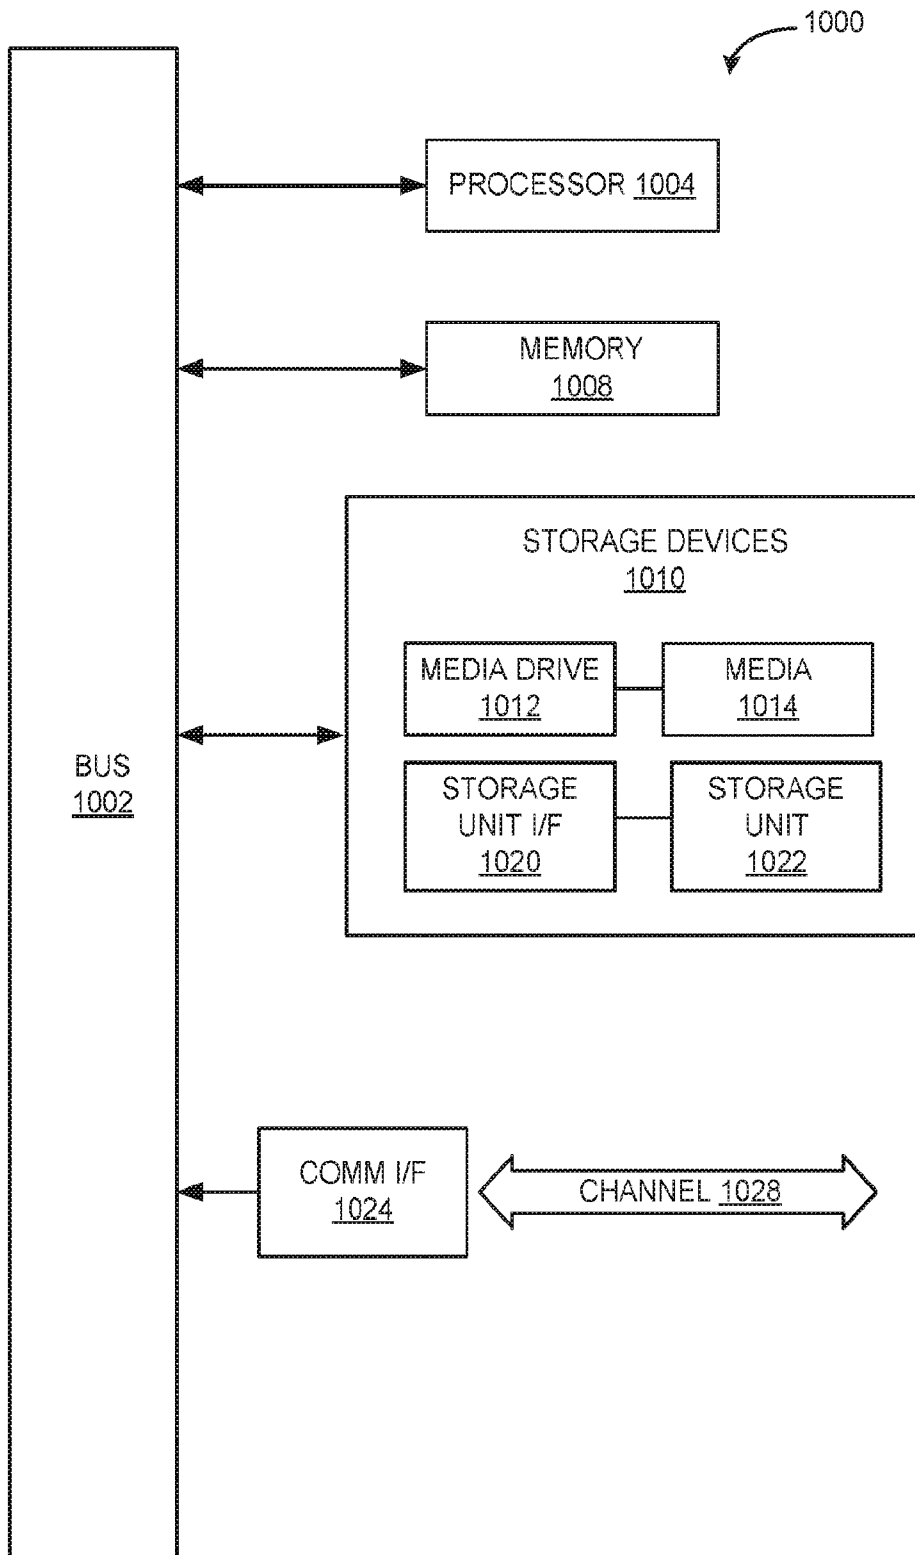 1000
PROCESSOR 1004
MEMORY
1008
STORAGE DEVICES
1010
MEDIA DRIVE
1012
MEDIA
1014
BUS
1002
STORAGE
UNIT I/F
1020
STORAGE
UNIT
1022
COMM I/F
1024
CHANNEL 1028